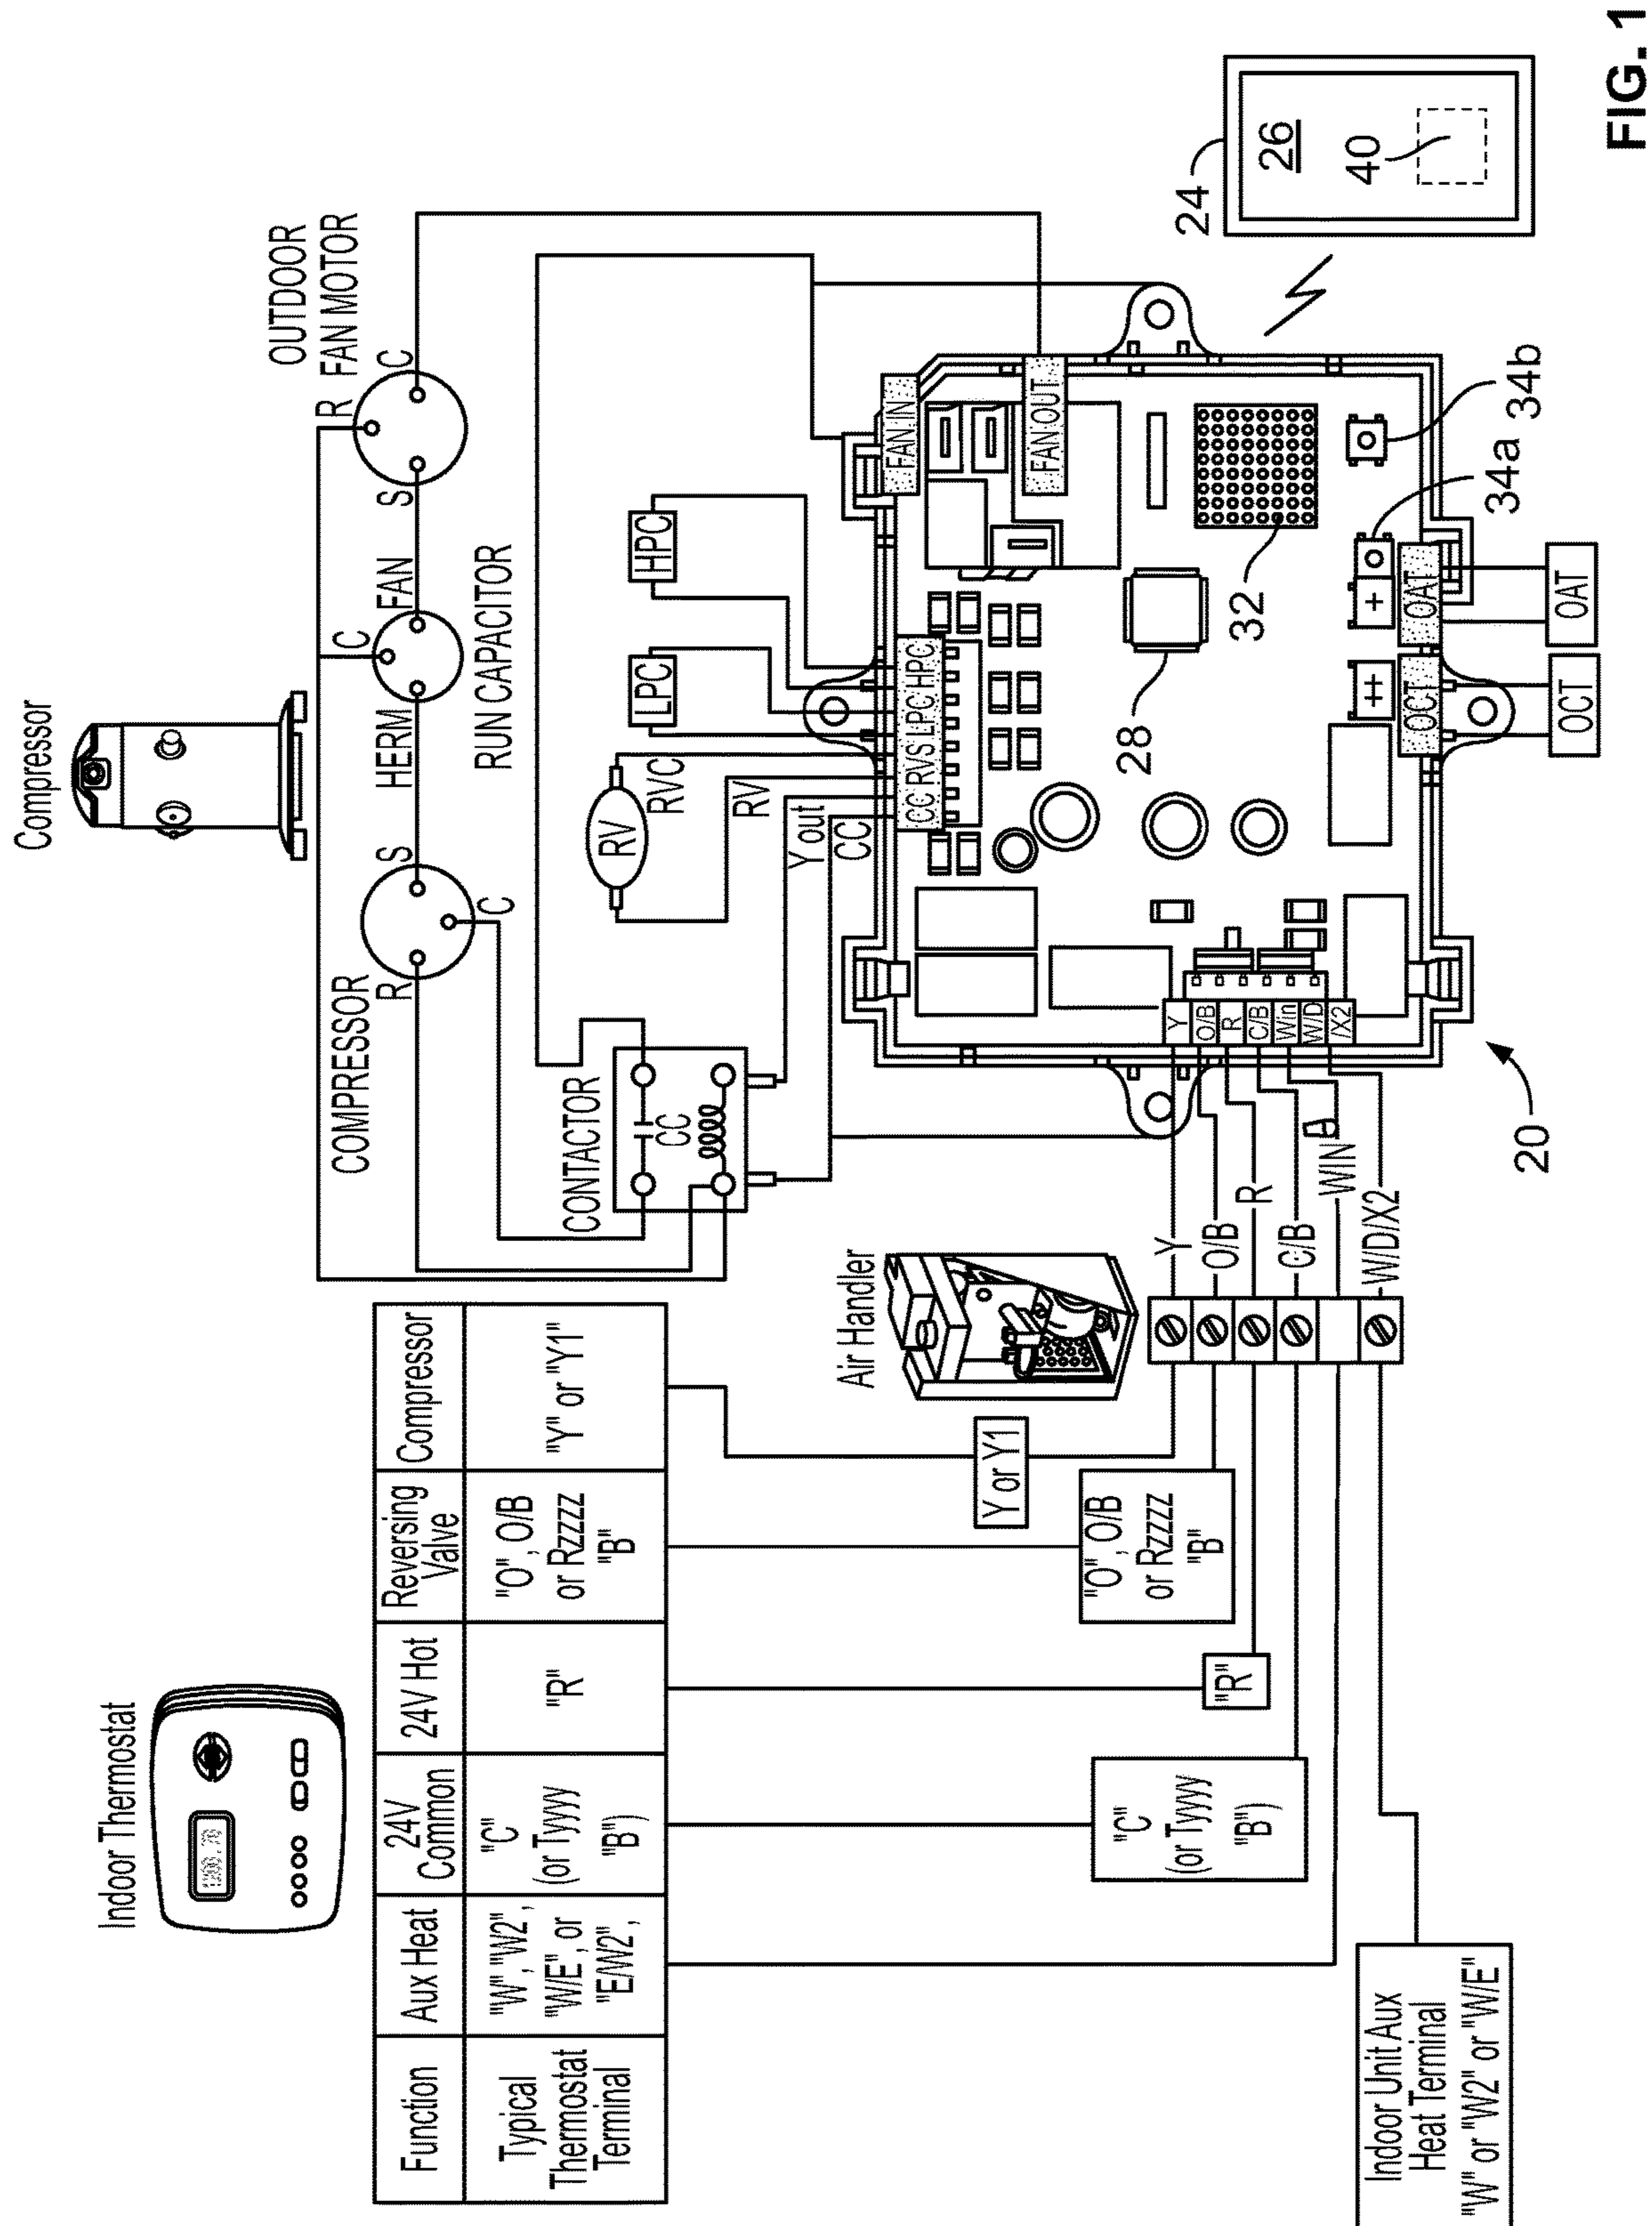 Indoor Thermostat
Compressor
Function
Aux Heat
24V
Common
24V Hot
Reversing
Valve
Compressor
Typical
Thermostat
Terminal
"W","W2",
"W/E", or
"E/W2",
"C"
(or Tyyyy
"B")
"R"
"O", O/B
or Rzzzzz
"B"
"Y" or "Y1"
OUTDOOR
FAN MOTOR
COMPRESSOR
R
S
C
HERM
C
FAN
S
R
C
RUN CAPACITOR
CONTACTOR
CC
RV
RVC
RV
LPC
HPC
Y out
CC
Air Handler
Y or Y1
"O", O/B
or Rzzzzz
"B"
"R"
"C"
(or Tyyyy
"B")
Indoor Unit Aux
Heat Terminal
"W" or "W2" or "W/E"
Y
O/B
R
C/B
WIN
W/D/X2
Y
O/B
R
C/B
Win
W/D
/X2
CC RVS LPC HPC
FAN IN
FAN OUT
28
32
34a
34b
++
+
OCT
OAT
OCT
OAT
20
24
26
40
FIG. 1